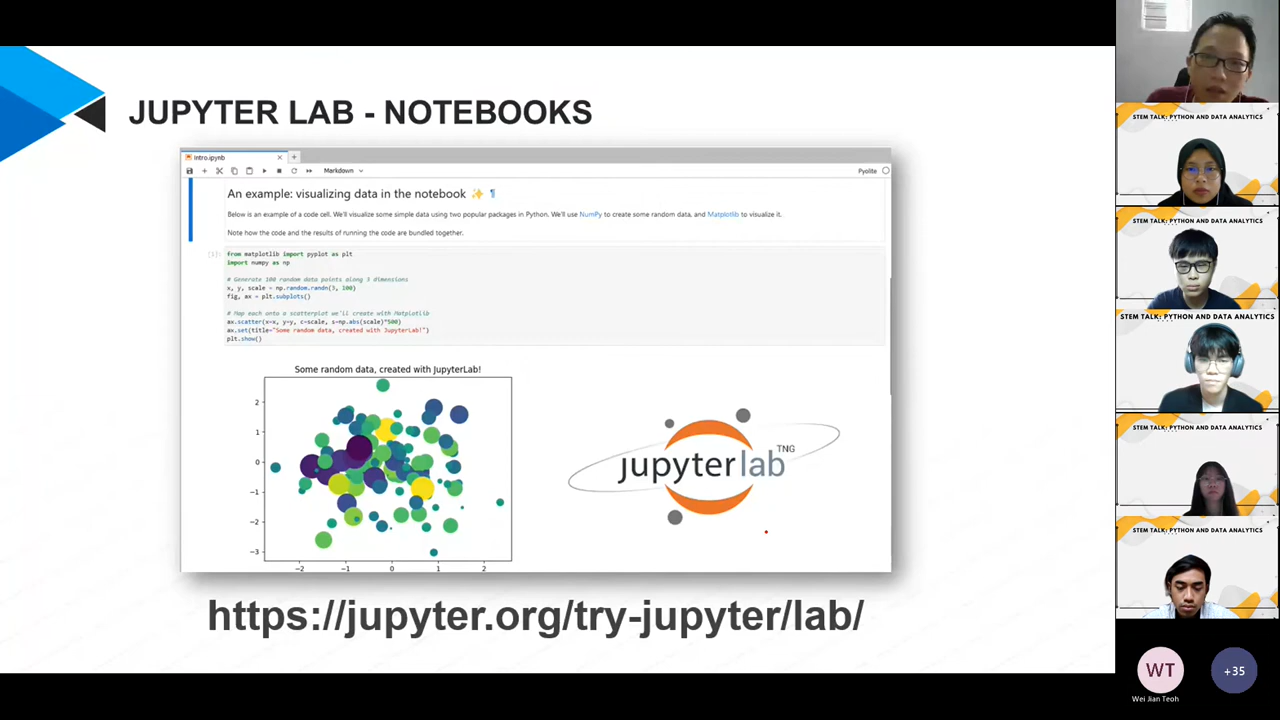 JUPYTER LAB - NOTEBOOKS
Intro.ipynb
Markdown
Pyolite
An example: visualizing data in the notebook ✨ ¶
Below is an example of a code cell. We'll visualize some simple data using two popular packages in Python. We'll use NumPy to create some random data, and Matplotlib to visualize it.
Note how the code and the results of running the code are bundled together.
from matplotlib import pyplot as plt
import numpy as np
# Generate 100 random data points along 3 dimensions
x, y, scale = np.random.randn(3, 100)
fig, ax = plt.subplots()
# Map each onto a scatterplot we'll create with Matplotlib
ax.scatter(x=x, y=y, c=scale, s=np.abs(scale)*500)
ax.set(title="Some random data, created with JupyterLab!")
plt.show()
Some random data, created with JupyterLab!
2
1
0
−1
−2
−3
−2 −1 0 1 2
jupyterlab TNG
https://jupyter.org/try-jupyter/lab/
STEM TALK: PYTHON AND DATA ANALYTICS
STEM TALK: PYTHON AND DATA ANALYTICS
STEM TALK: PYTHON AND DATA ANALYTICS
STEM TALK: PYTHON AND DATA ANALYTICS
STEM TALK: PYTHON AND DATA ANALYTICS
WT
+35
Wei Jian Teoh